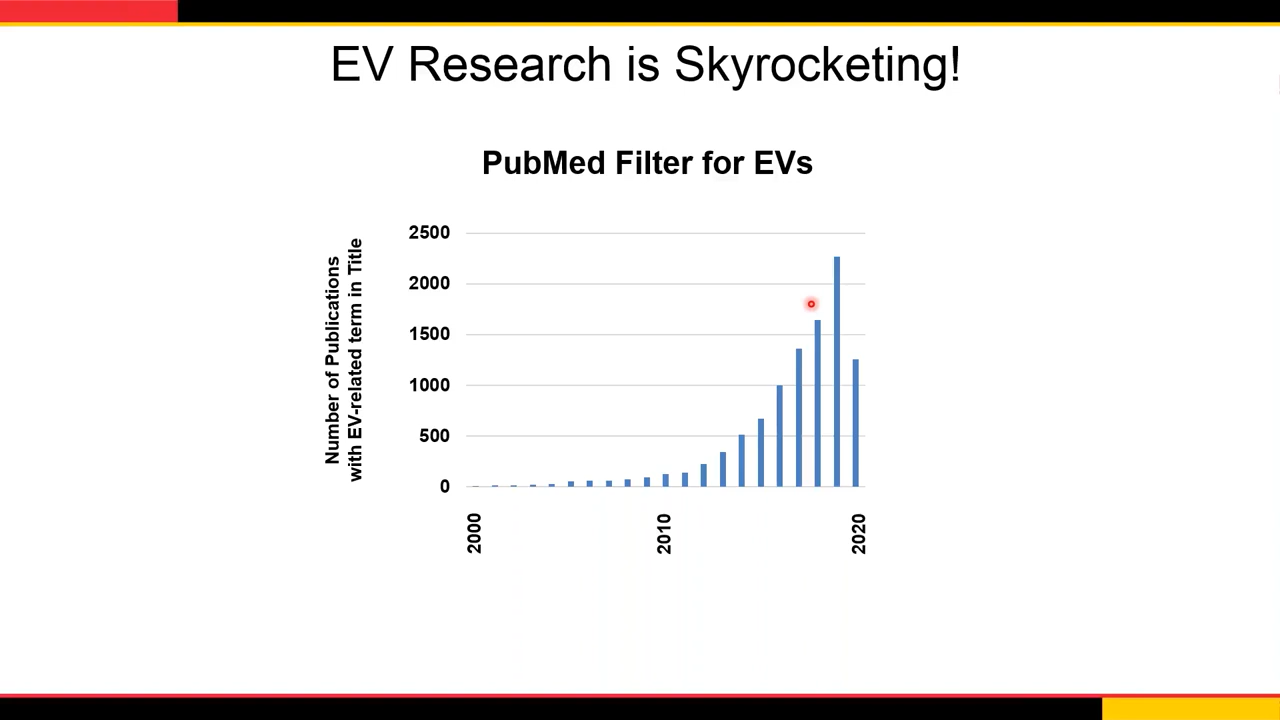 EV Research is Skyrocketing!
PubMed Filter for EVs
Number of Publications
with EV-related term in Title
2500
2000
1500
1000
500
0
2000
2010
2020